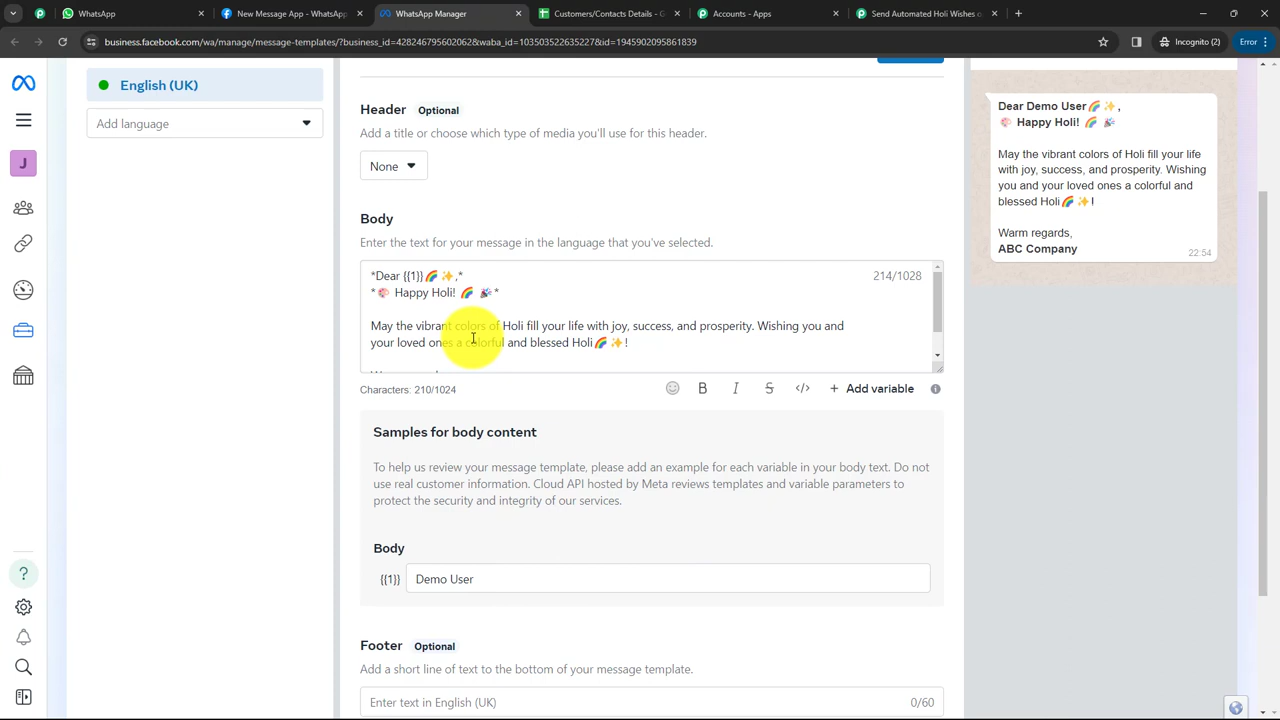 WhatsApp
New Message App - WhatsApp
WhatsApp Manager
Customers/Contacts Details - G
Accounts - Apps
Send Automated Holi Wishes o
business.facebook.com/wa/manage/message-templates/?business_id=428246795602062&waba_id=103503522635227&id=1945902095861839
Incognito (2)
Error
J
English (UK)
Add language
Header Optional
Add a title or choose which type of media you'll use for this header.
None
Body
Enter the text for your message in the language that you've selected.
*Dear {{1}}🌈✨,*
214/1028
*🎨 Happy Holi! 🌈 🎉*
May the vibrant colors of Holi fill your life with joy, success, and prosperity. Wishing you and
your loved ones a colorful and blessed Holi🌈✨!
Characters: 210/1024
B I S </> + Add variable
Samples for body content
To help us review your message template, please add an example for each variable in your body text. Do not
use real customer information. Cloud API hosted by Meta reviews templates and variable parameters to
protect the security and integrity of our services.
Body
{{1}} Demo User
Footer Optional
Add a short line of text to the bottom of your message template.
Enter text in English (UK)
0/60
Dear Demo User🌈✨,
🎨 Happy Holi! 🌈 🎉
May the vibrant colors of Holi fill your life
with joy, success, and prosperity. Wishing
you and your loved ones a colorful and
blessed Holi🌈✨!
Warm regards,
ABC Company
22:54